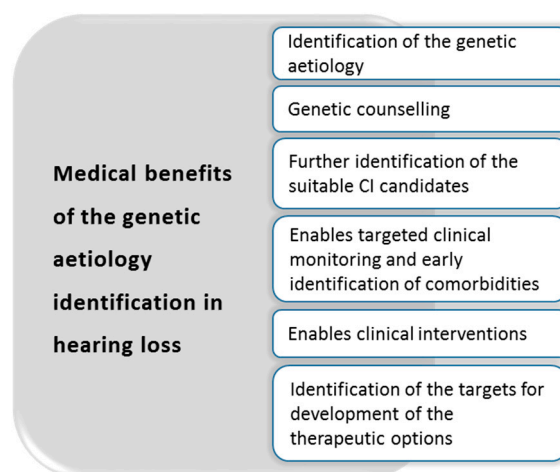 Medical benefits
of the genetic
aetiology
identification in
hearing loss
Identification of the genetic
aetiology
Genetic counselling
Further identification of the
suitable CI candidates
Enables targeted clinical
monitoring and early
identification of comorbidities
Enables clinical interventions
Identification of the targets for
development of the
therapeutic options